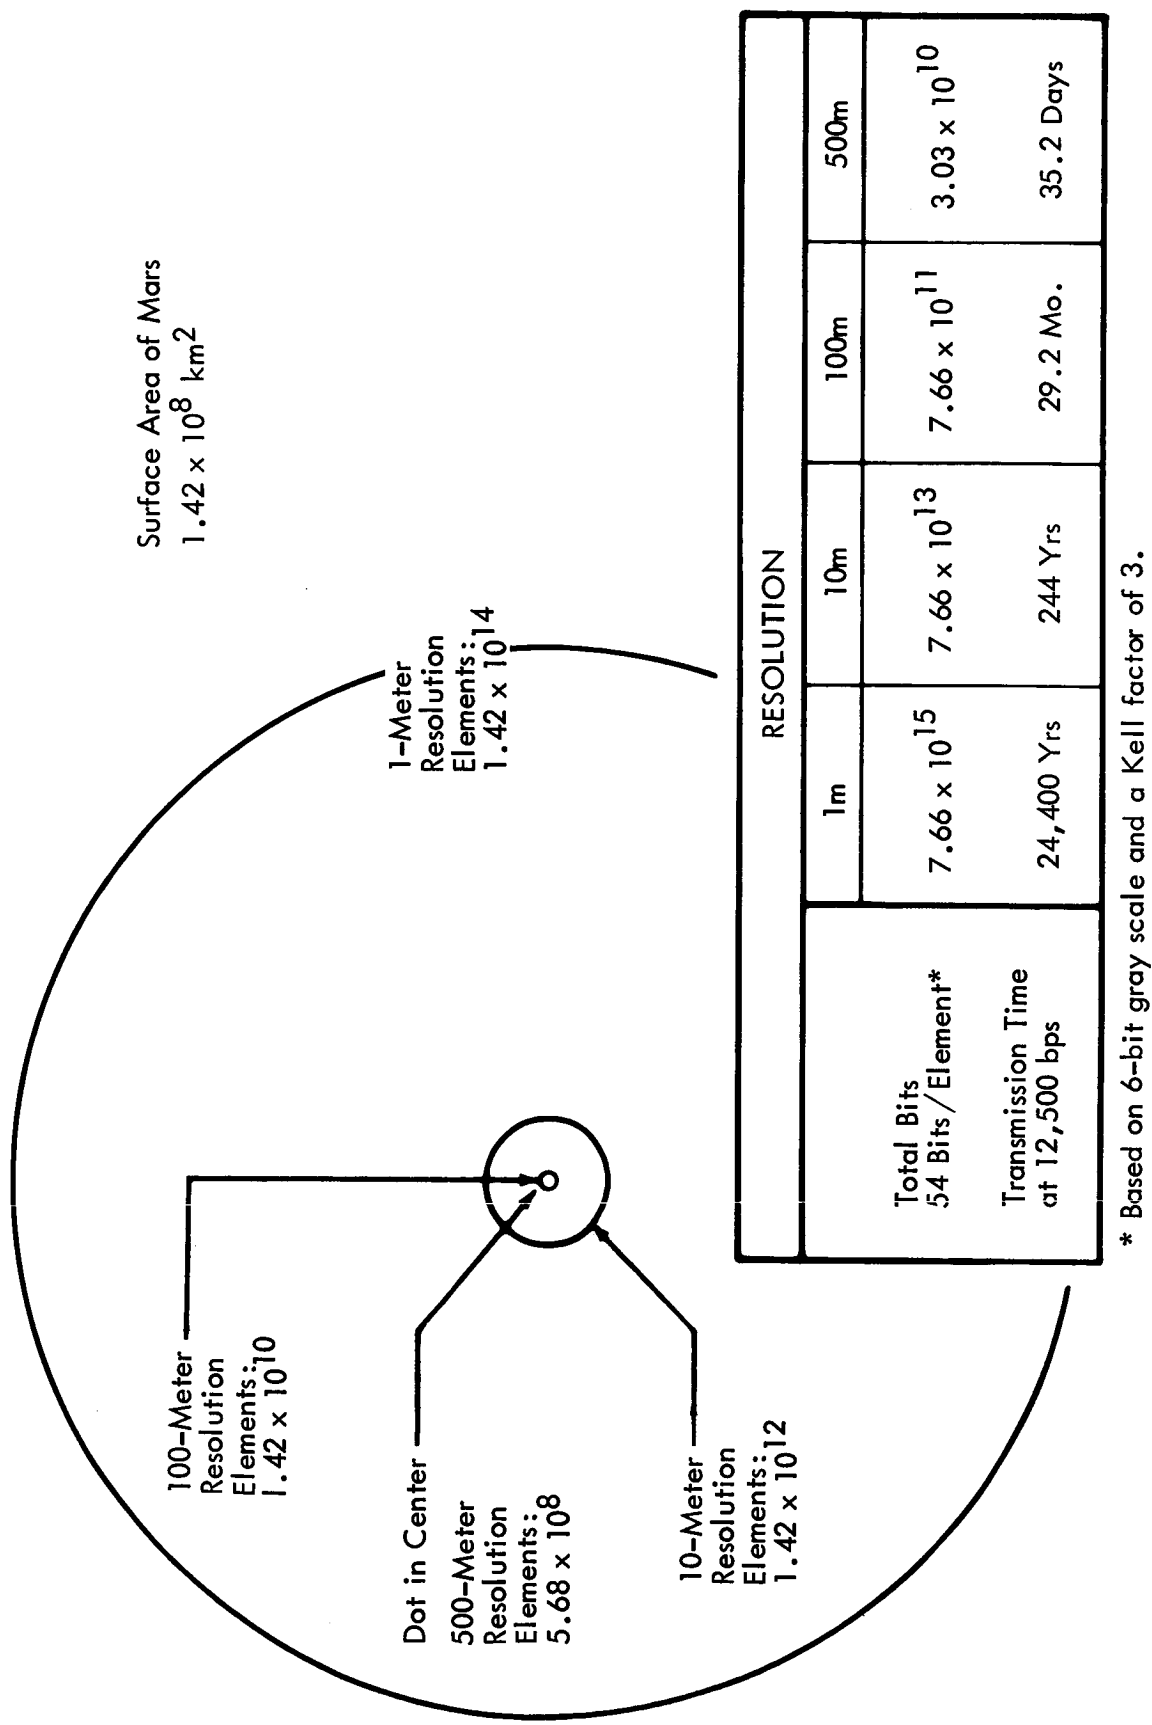 Surface Area of Mars
1.42 x 10^8 km^2
100-Meter
Resolution
Elements:
1.42 x 10^10
Dot in Center
500-Meter
Resolution
Elements:
5.68 x 10^8
10-Meter
Resolution
Elements:
1.42 x 10^12
1-Meter
Resolution
Elements:
1.42 x 10^14
RESOLUTION
1m 10m 100m 500m
Total Bits
54 Bits/Element* 7.66 x 10^15 7.66 x 10^13 7.66 x 10^11 3.03 x 10^10
Transmission Time
at 12,500 bps 24,400 Yrs 244 Yrs 29.2 Mo. 35.2 Days
* Based on 6-bit gray scale and a Kell factor of 3.